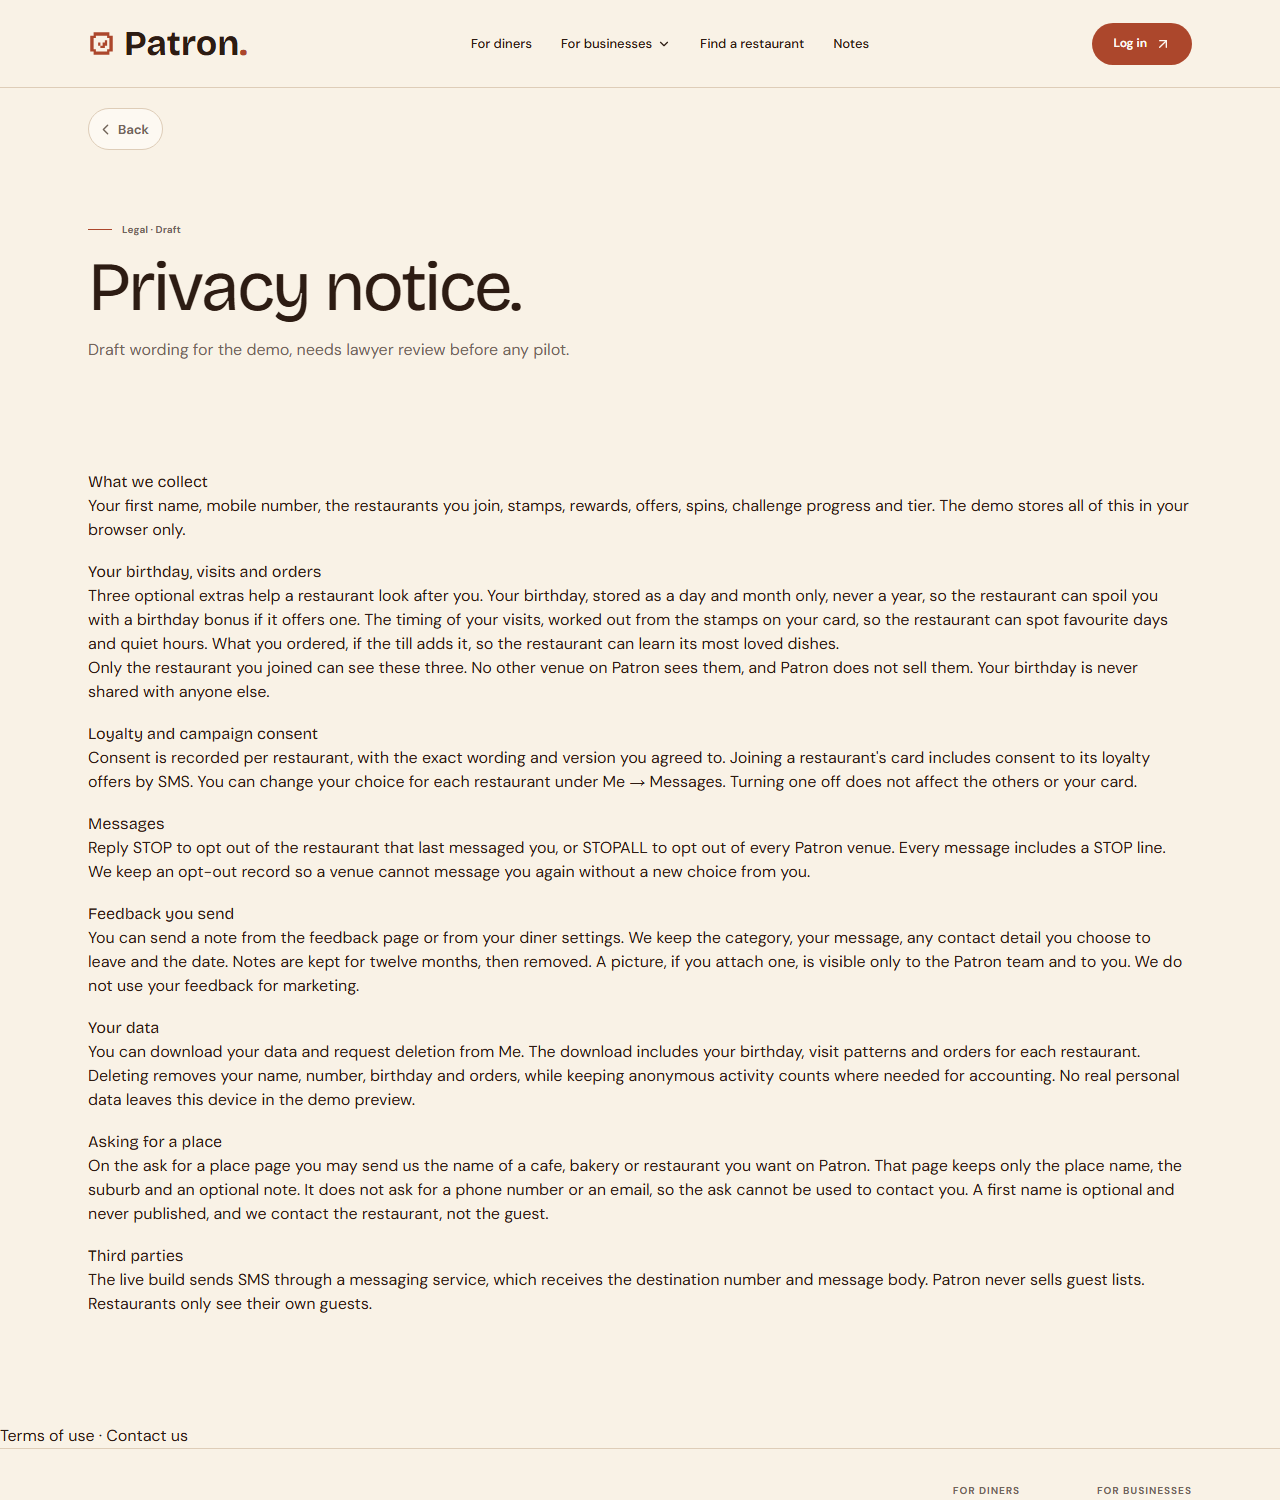 Patron.
For diners
For businesses
Find a restaurant
Notes
Log in
Back
Legal · Draft
Privacy notice.
Draft wording for the demo, needs lawyer review before any pilot.
What we collect
Your first name, mobile number, the restaurants you join, stamps, rewards, offers, spins, challenge progress and tier. The demo stores all of this in your
browser only.
Your birthday, visits and orders
Three optional extras help a restaurant look after you. Your birthday, stored as a day and month only, never a year, so the restaurant can spoil you
with a birthday bonus if it offers one. The timing of your visits, worked out from the stamps on your card, so the restaurant can spot favourite days
and quiet hours. What you ordered, if the till adds it, so the restaurant can learn its most loved dishes.
Only the restaurant you joined can see these three. No other venue on Patron sees them, and Patron does not sell them. Your birthday is never
shared with anyone else.
Loyalty and campaign consent
Consent is recorded per restaurant, with the exact wording and version you agreed to. Joining a restaurant's card includes consent to its loyalty
offers by SMS. You can change your choice for each restaurant under Me → Messages. Turning one off does not affect the others or your card.
Messages
Reply STOP to opt out of the restaurant that last messaged you, or STOPALL to opt out of every Patron venue. Every message includes a STOP line.
We keep an opt-out record so a venue cannot message you again without a new choice from you.
Feedback you send
You can send a note from the feedback page or from your diner settings. We keep the category, your message, any contact detail you choose to
leave and the date. Notes are kept for twelve months, then removed. A picture, if you attach one, is visible only to the Patron team and to you. We do
not use your feedback for marketing.
Your data
You can download your data and request deletion from Me. The download includes your birthday, visit patterns and orders for each restaurant.
Deleting removes your name, number, birthday and orders, while keeping anonymous activity counts where needed for accounting. No real personal
data leaves this device in the demo preview.
Asking for a place
On the ask for a place page you may send us the name of a cafe, bakery or restaurant you want on Patron. That page keeps only the place name, the
suburb and an optional note. It does not ask for a phone number or an email, so the ask cannot be used to contact you. A first name is optional and
never published, and we contact the restaurant, not the guest.
Third parties
The live build sends SMS through a messaging service, which receives the destination number and message body. Patron never sells guest lists.
Restaurants only see their own guests.
Terms of use · Contact us
FOR DINERS
FOR BUSINESSES